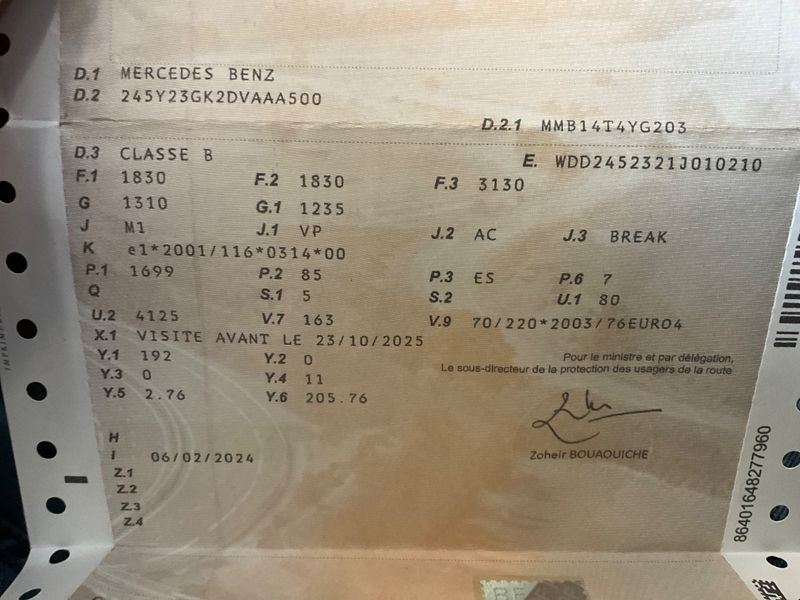 D.1 MERCEDES BENZ
D.2 245Y23GK2DVAAA500
D.2.1 MMB14T4YG203
D.3 CLASSE B
E. WDD2452321J010210
F.1 1830 F.2 1830 F.3 3130
G 1310 G.1 1235
J M1 J.1 VP J.2 AC J.3 BREAK
K e1*2001/116*0314*00
P.1 1699 P.2 85 P.3 ES P.6 7
Q S.1 5 S.2 U.1 80
U.2 4125 V.7 163 V.9 70/220*2003/76EURO4
X.1 VISITE AVANT LE 23/10/2025
Y.1 192 Y.2 0
Y.3 0 Y.4 11
Y.5 2.76 Y.6 205.76
Pour le ministre et par délégation,
Le sous-directeur de la protection des usagers de la route
Zoheir BOUAOUICHE
H
I 06/02/2024
Z.1
Z.2
Z.3
Z.4
86401648277960